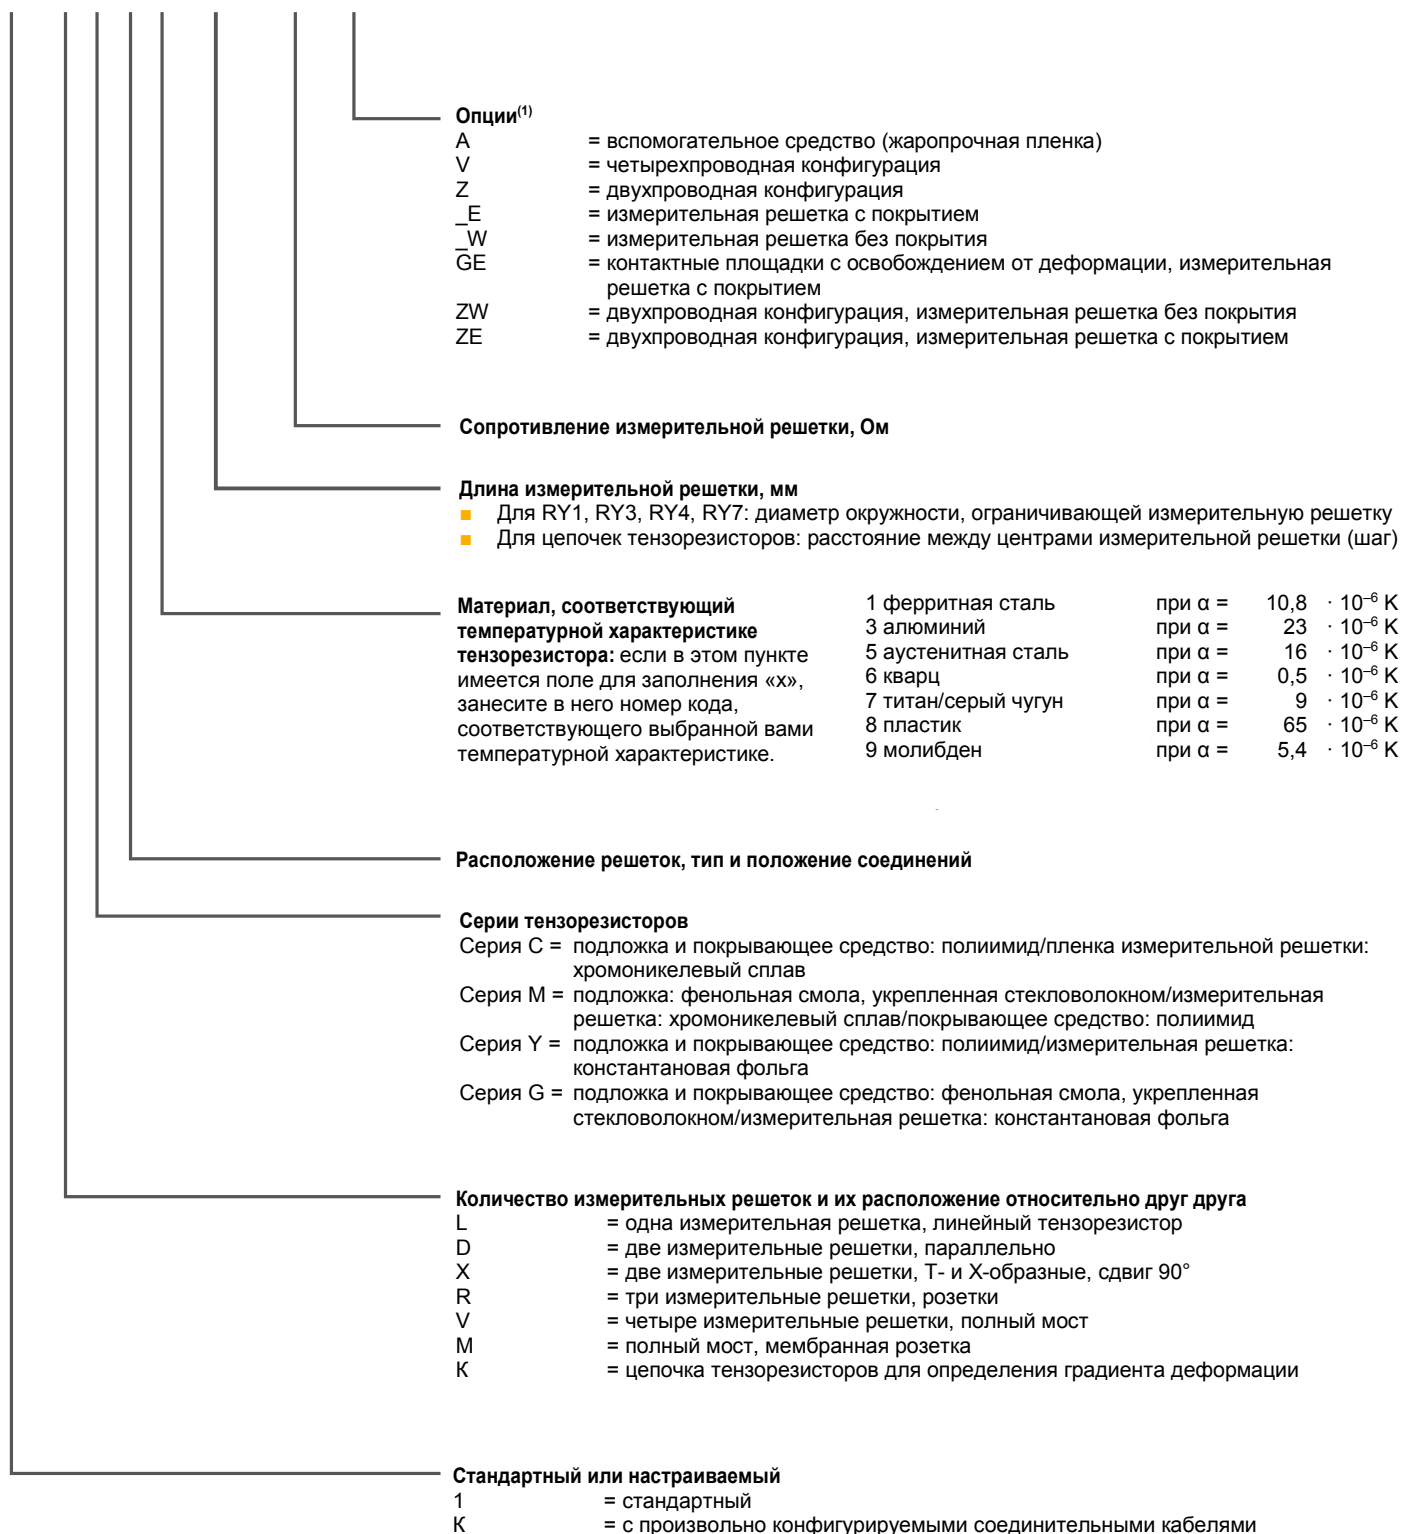 Опции(1)
A = вспомогательное средство (жаропрочная пленка)
V = четырехпроводная конфигурация
Z = двухпроводная конфигурация
_E = измерительная решетка с покрытием
_W = измерительная решетка без покрытия
GE = контактные площадки с освобождением от деформации, измерительная
решетка с покрытием
ZW = двухпроводная конфигурация, измерительная решетка без покрытия
ZE = двухпроводная конфигурация, измерительная решетка с покрытием
Сопротивление измерительной решетки, Ом
Длина измерительной решетки, мм
■ Для RY1, RY3, RY4, RY7: диаметр окружности, ограничивающей измерительную решетку
■ Для цепочек тензорезисторов: расстояние между центрами измерительной решетки (шаг)
Материал, соответствующий
температурной характеристике
тензорезистора: если в этом пункте
имеется поле для заполнения «x»,
занесите в него номер кода,
соответствующего выбранной вами
температурной характеристике.
1 ферритная сталь при α = 10,8 · 10–6 K
3 алюминий при α = 23 · 10–6 K
5 аустенитная сталь при α = 16 · 10–6 K
6 кварц при α = 0,5 · 10–6 K
7 титан/серый чугун при α = 9 · 10–6 K
8 пластик при α = 65 · 10–6 K
9 молибден при α = 5,4 · 10–6 K
Расположение решеток, тип и положение соединений
Серии тензорезисторов
Серия C = подложка и покрывающее средство: полиимид/пленка измерительной решетки:
хромоникелевый сплав
Серия M = подложка: фенольная смола, укрепленная стекловолокном/измерительная
решетка: хромоникелевый сплав/покрывающее средство: полиимид
Серия Y = подложка и покрывающее средство: полиимид/измерительная решетка:
константановая фольга
Серия G = подложка и покрывающее средство: фенольная смола, укрепленная
стекловолокном/измерительная решетка: константановая фольга
Количество измерительных решеток и их расположение относительно друг друга
L = одна измерительная решетка, линейный тензорезистор
D = две измерительные решетки, параллельно
X = две измерительные решетки, Т- и Х-образные, сдвиг 90°
R = три измерительные решетки, розетки
V = четыре измерительные решетки, полный мост
M = полный мост, мембранная розетка
К = цепочка тензорезисторов для определения градиента деформации
Стандартный или настраиваемый
1 = стандартный
К = с произвольно конфигурируемыми соединительными кабелями